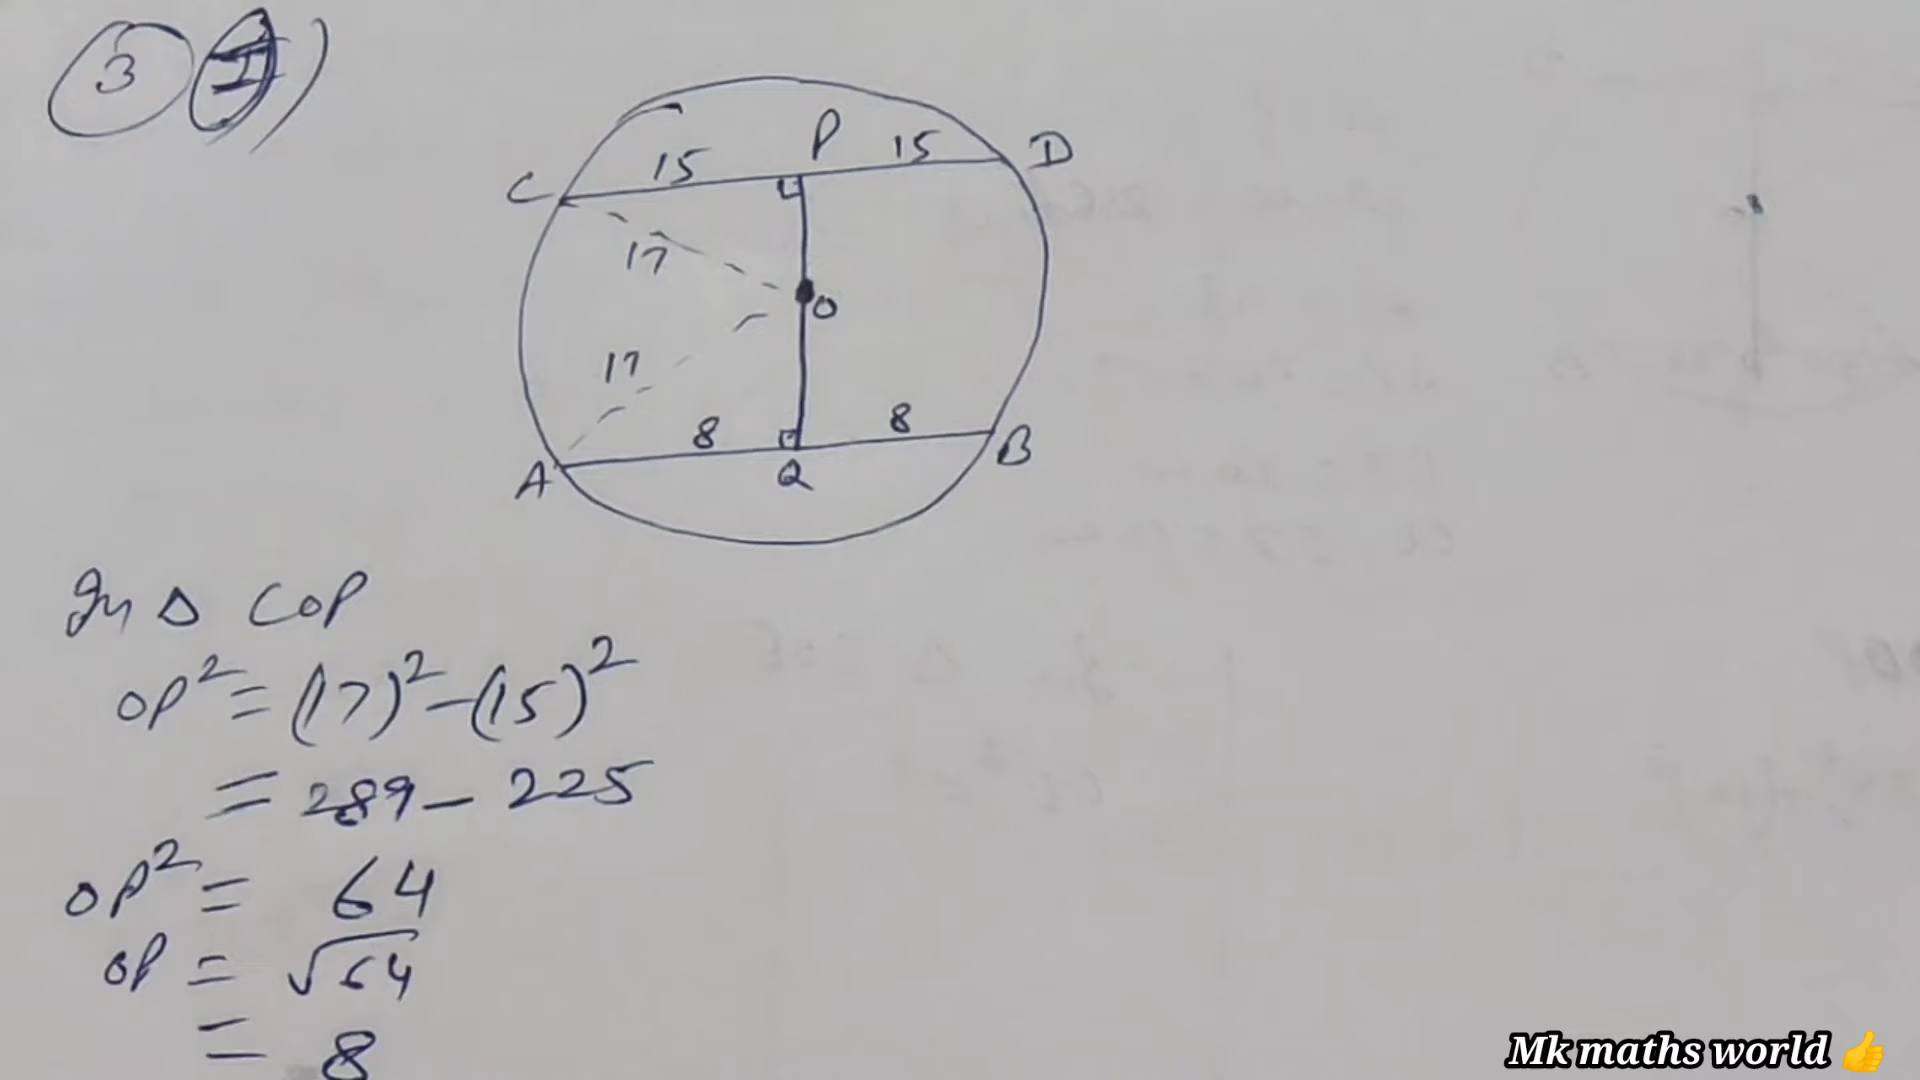 3 I)
P
15
15
D
C
17
O
17
8
8
A
Q
B
In Δ COP
OP² = (17)² - (15)²
= 289 - 225
OP² = 64
OP = √64
= 8
Mk maths world 👍